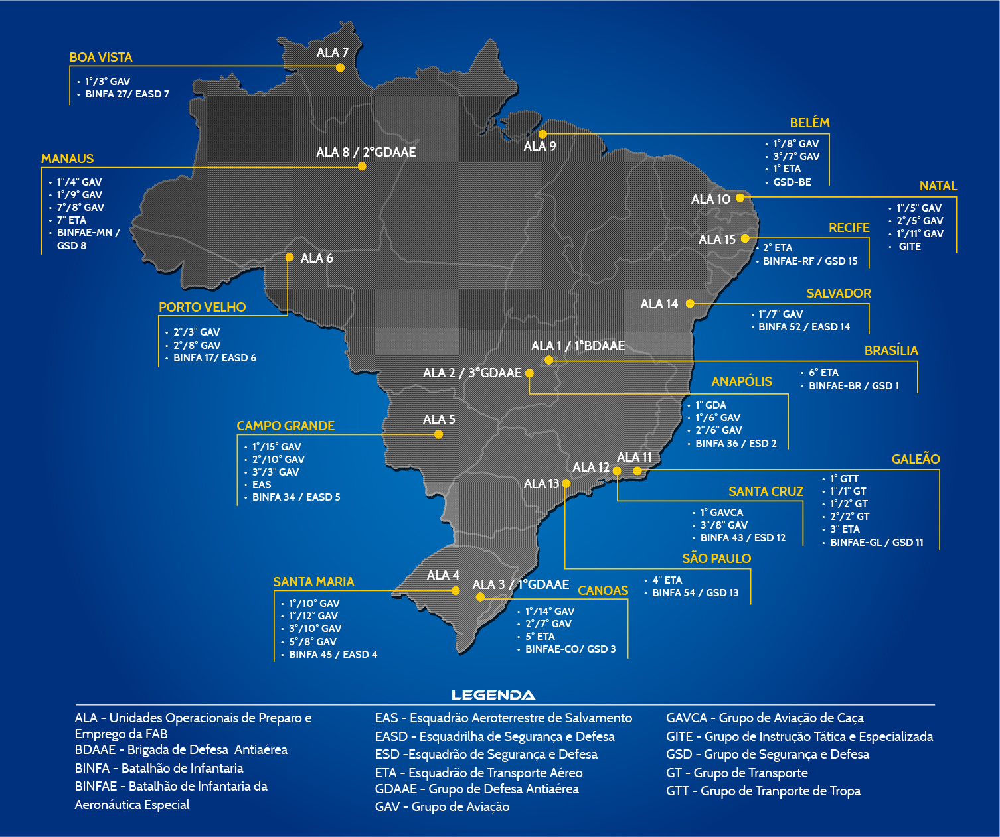 BOA VISTA
• 1°/3° GAV
• BINFA 27/ EASD 7
ALA 7
MANAUS
• 1°/4° GAV
• 1°/9° GAV
• 7°/8° GAV
• 7° ETA
• BINFAE-MN /
GSD 8
ALA 8 / 2°GDAAE
ALA 9
BELÉM
• 1°/8° GAV
• 3°/7° GAV
• 1° ETA
• GSD-BE
NATAL
• 1°/5° GAV
• 2°/5° GAV
• 1°/11° GAV
• GITE
ALA 10
RECIFE
• 2° ETA
• BINFAE-RF / GSD 15
ALA 15
ALA 6
PORTO VELHO
• 2°/3° GAV
• 2°/8° GAV
• BINFA 17/ EASD 6
SALVADOR
• 1°/7° GAV
• BINFA 52 / EASD 14
ALA 14
ALA 1 / 1ªBDAAE
BRASÍLIA
• 6° ETA
• BINFAE-BR / GSD 1
ALA 2 / 3°GDAAE
ANAPÓLIS
• 1° GDA
• 1°/6° GAV
• 2°/6° GAV
• BINFA 36 / ESD 2
CAMPO GRANDE
• 1°/15° GAV
• 2°/10° GAV
• 3°/3° GAV
• EAS
• BINFA 34 / EASD 5
ALA 5
ALA 11
GALEÃO
• 1° GTT
• 1°/1° GT
• 1°/2° GT
• 2°/2° GT
• 3° ETA
• BINFAE-GL / GSD 11
ALA 12
SANTA CRUZ
• 1° GAVCA
• 3°/8° GAV
• BINFA 43 / ESD 12
ALA 13
SÃO PAULO
• 4° ETA
• BINFA 54 / GSD 13
SANTA MARIA
• 1°/10° GAV
• 1°/12° GAV
• 3°/10° GAV
• 5°/8° GAV
• BINFA 45 / EASD 4
ALA 4
ALA 3 / 1°GDAAE
CANOAS
• 1°/14° GAV
• 2°/7° GAV
• 5° ETA
• BINFAE-CO/ GSD 3
LEGENDA
ALA - Unidades Operacionais de Preparo e
Emprego da FAB
BDAAE - Brigada de Defesa Antiaérea
BINFA - Batalhão de Infantaria
BINFAE - Batalhão de Infantaria da
Aeronáutica Especial
EAS - Esquadrão Aeroterrestre de Salvamento
EASD - Esquadrilha de Segurança e Defesa
ESD -Esquadrão de Segurança e Defesa
ETA - Esquadrão de Transporte Aéreo
GDAAE - Grupo de Defesa Antiaérea
GAV - Grupo de Aviação
GAVCA - Grupo de Aviação de Caça
GITE - Grupo de Instrução Tática e Especializada
GSD - Grupo de Segurança e Defesa
GT - Grupo de Transporte
GTT - Grupo de Tranporte de Tropa